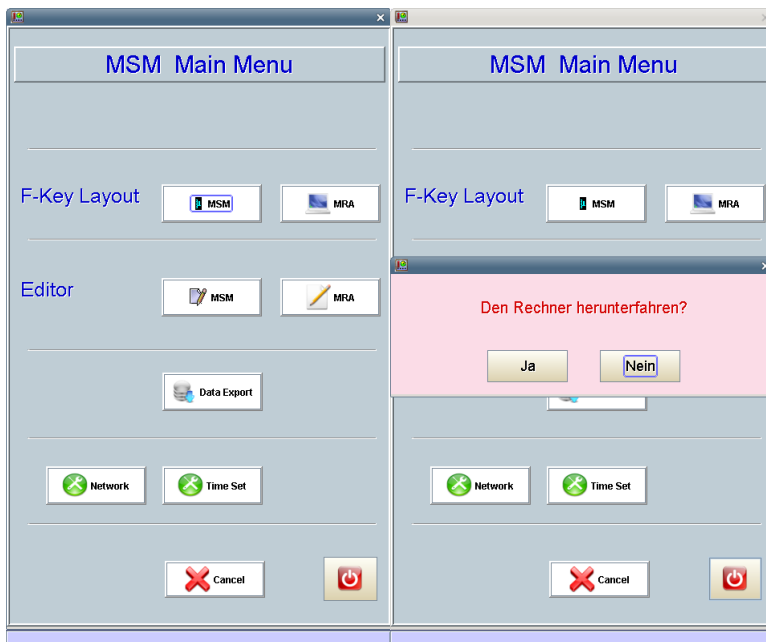 MSM Main Menu
F-Key Layout MSM MRA
Editor MSM MRA
Data Export
Network Time Set
Cancel
MSM Main Menu
F-Key Layout MSM MRA
Den Rechner herunterfahren?
Ja Nein
Network Time Set
Cancel